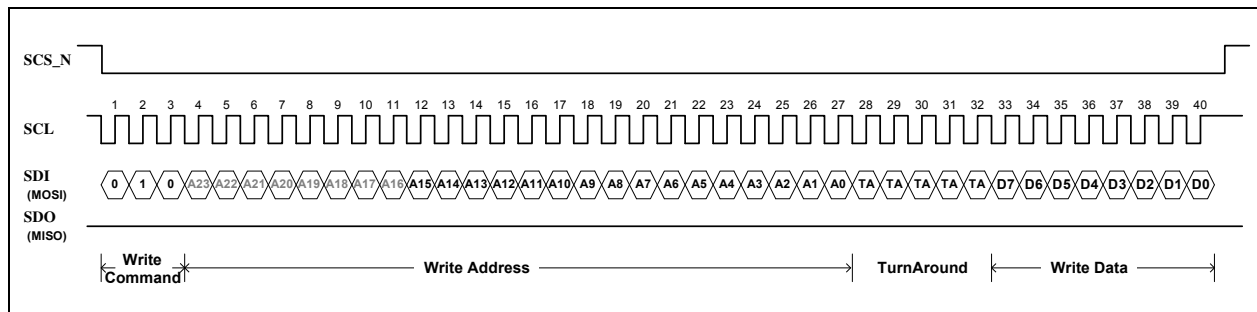 SCS_N
1 2 3 4 5 6 7 8 9 10 11 12 13 14 15 16 17 18 19 20 21 22 23 24 25 26 27 28 29 30 31 32 33 34 35 36 37 38 39 40
SCL
SDI
(MOSI)
0 1 0 A23 A22 A21 A20 A19 A18 A17 A16 A15 A14 A13 A12 A11 A10 A9 A8 A7 A6 A5 A4 A3 A2 A1 A0 TA TA TA TA TA D7 D6 D5 D4 D3 D2 D1 D0
SDO
(MISO)
Write
Command
Write Address
TurnAround
Write Data